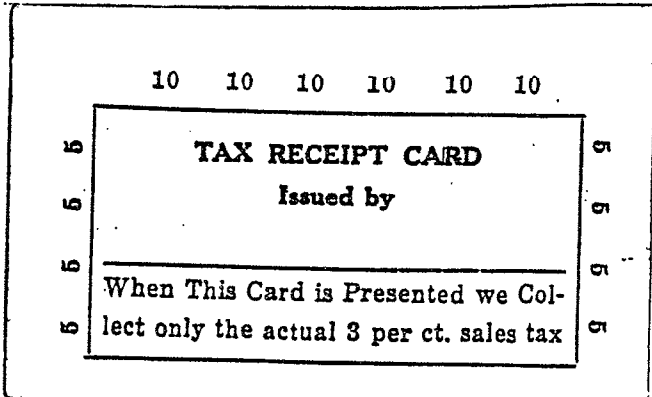 10 10 10 10 10 10
5 5
TAX RECEIPT CARD
Issued by
5 5
5 5
When This Card is Presented we Col-
lect only the actual 3 per ct. sales tax
5 5